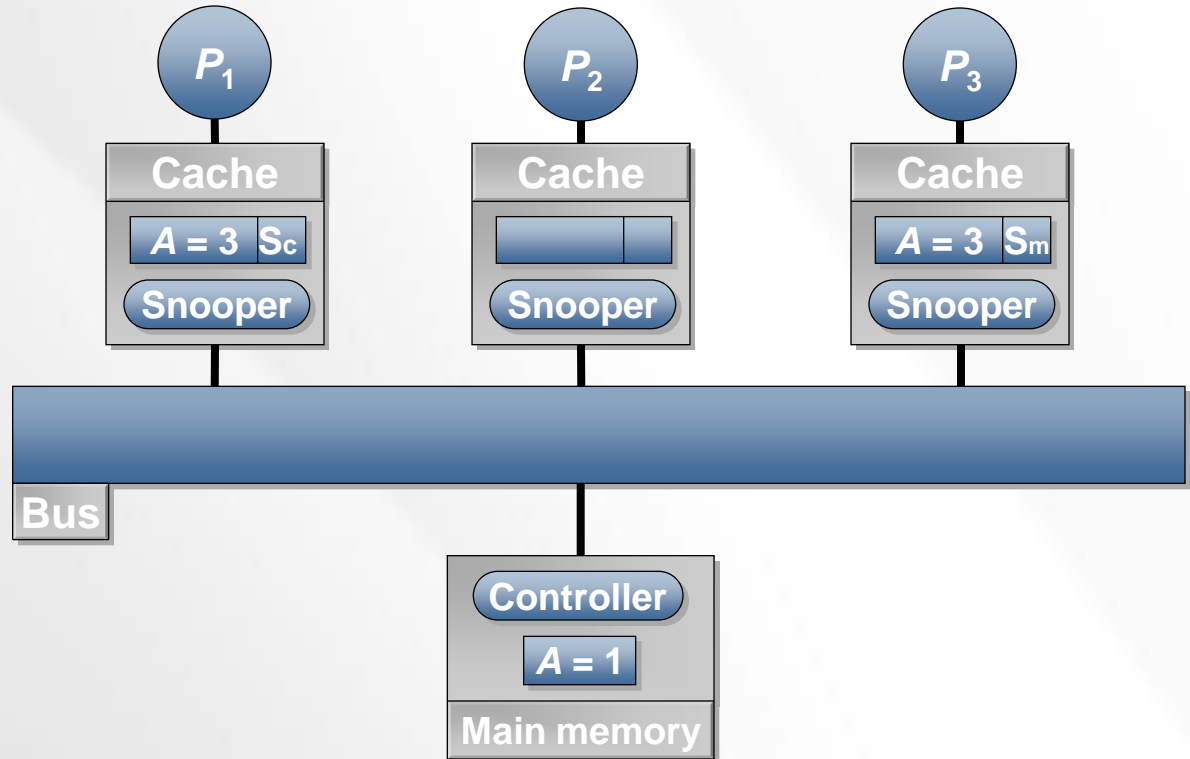 P1
P2
P3
Cache
Cache
Cache
A = 3 Sc
A = 3 Sm
Snooper
Snooper
Snooper
Bus
Controller
A = 1
Main memory